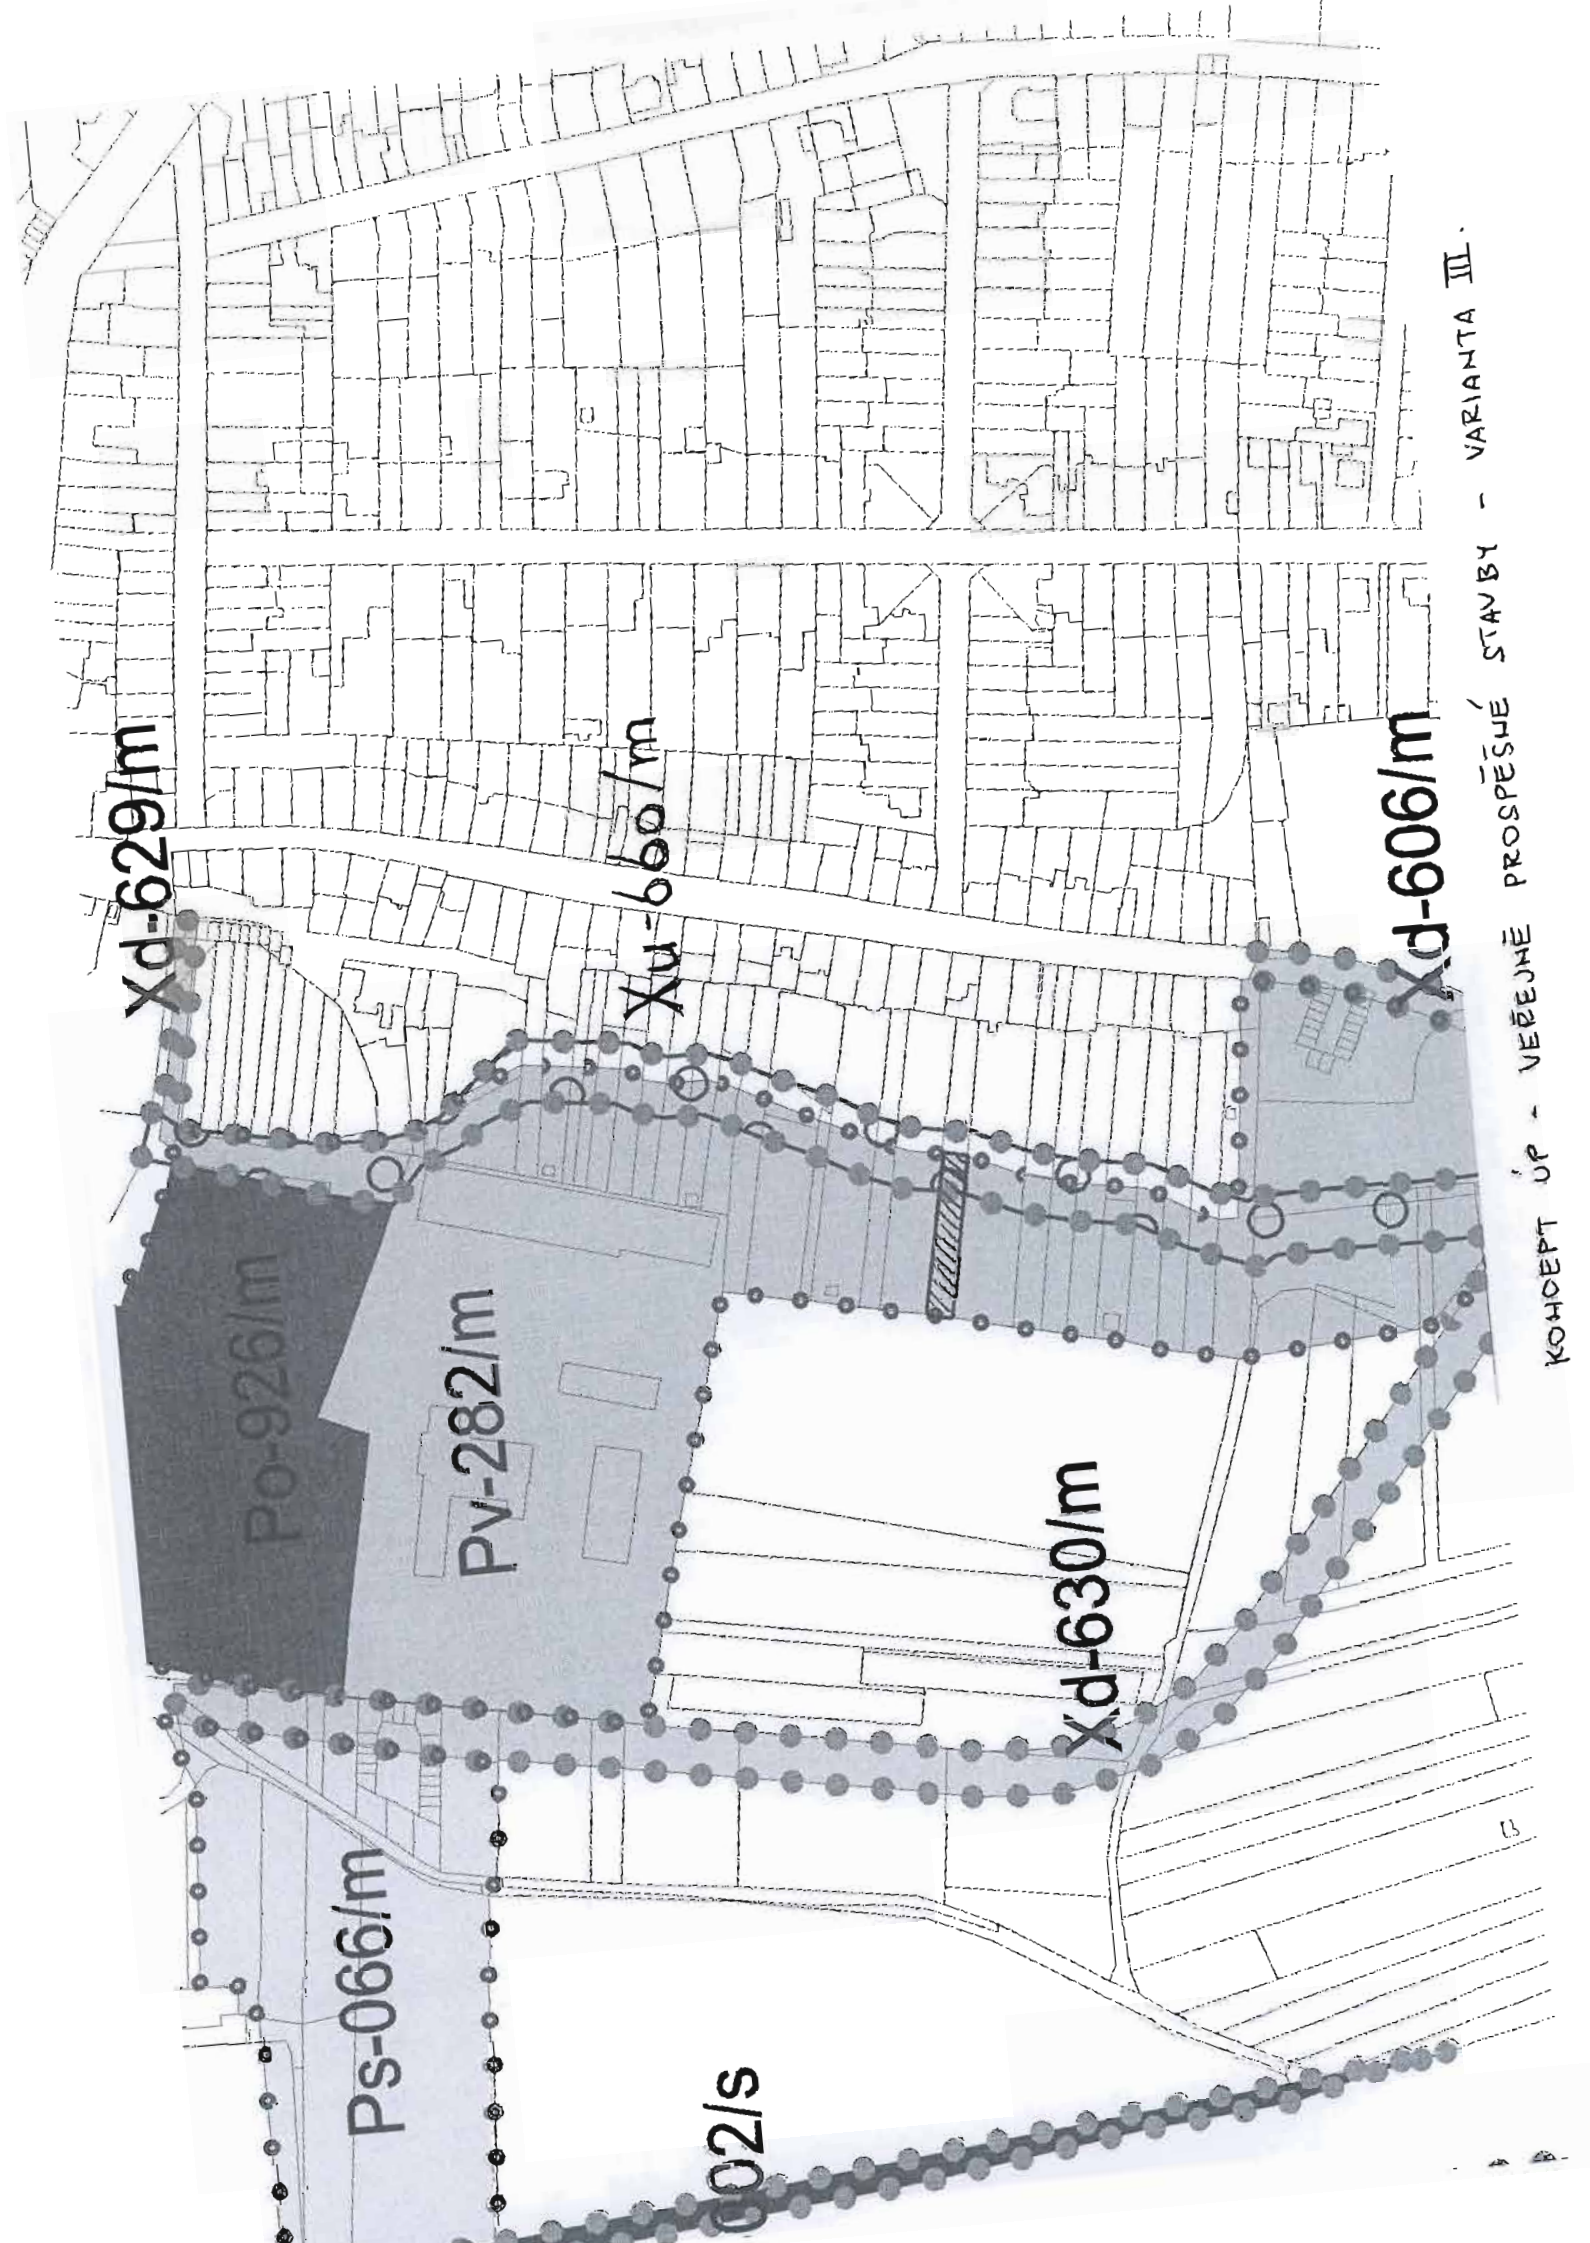 Xd-629/m
Xu-660/m
Xd-606/m
Po-926/m
Pv-282/m
Xd-630/m
Ps-066/m
002/s
KONCEPT ÚP - VEŘEJNĚ PROSPĚŠNÉ STAVBY - VARIANTA III.